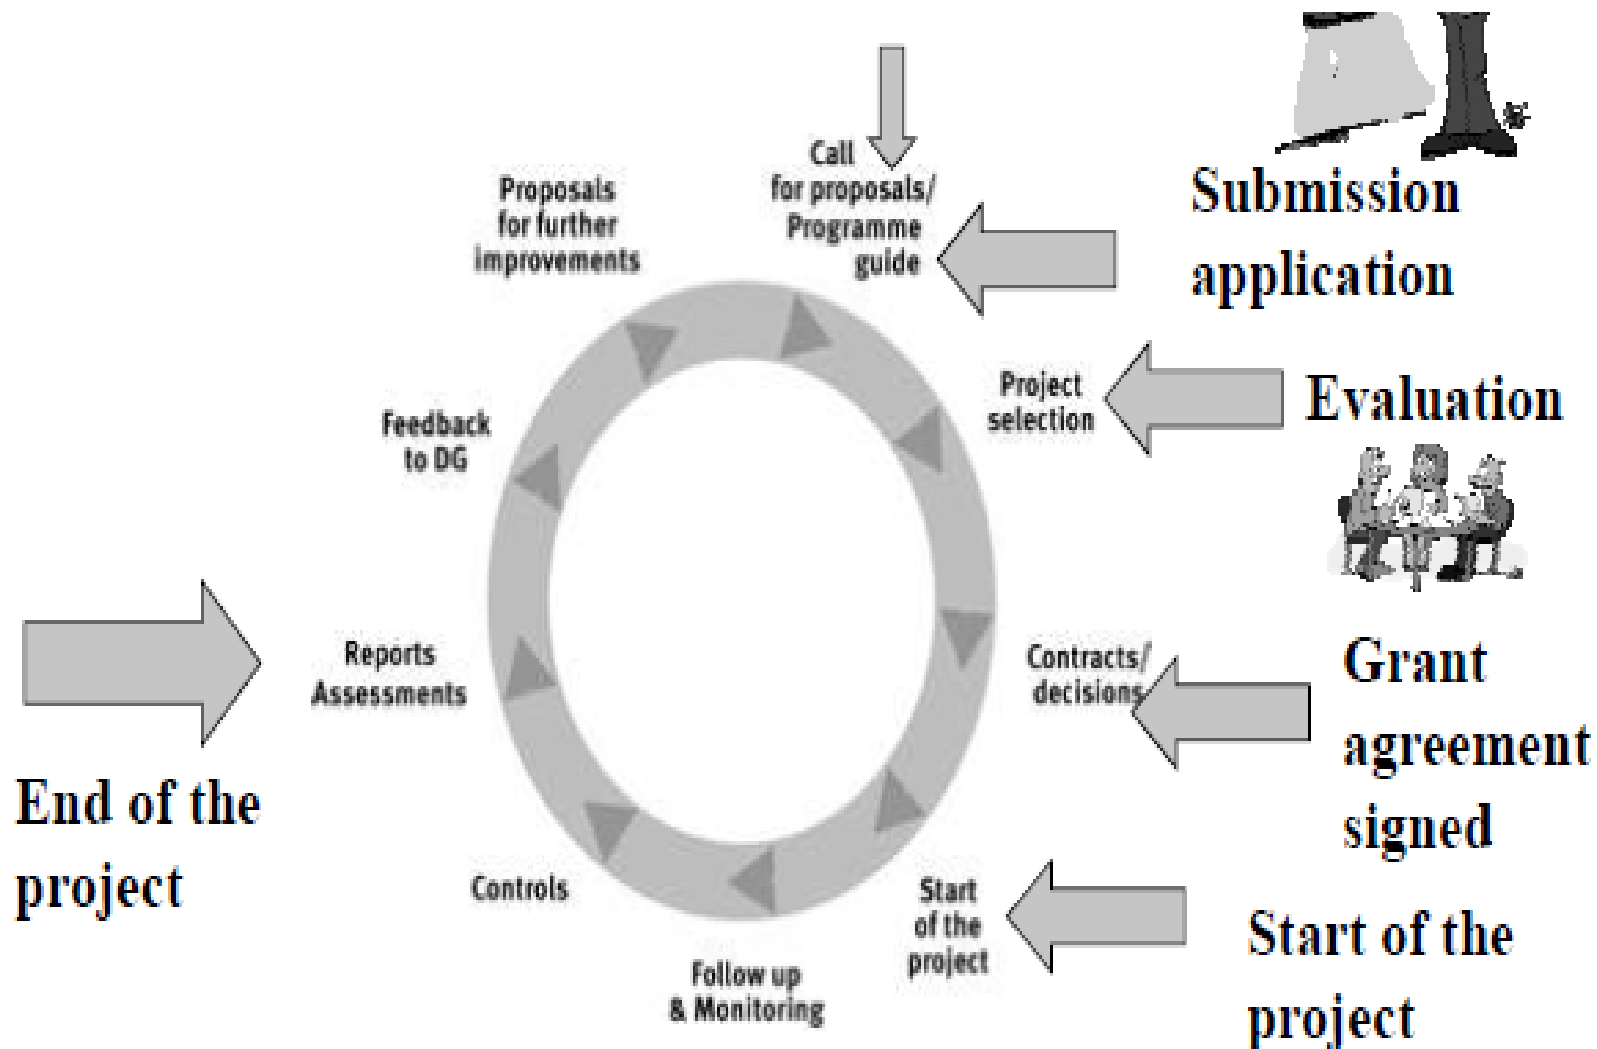 Call
for proposals/
Programme
guide
Submission
application
Project
selection
Evaluation
Contracts/
decisions
Grant
agreement
signed
Start
of the
project
Start of the
project
Follow up
& Monitoring
Controls
Reports
Assessments
End of the
project
Feedback
to DG
Proposals
for further
improvements